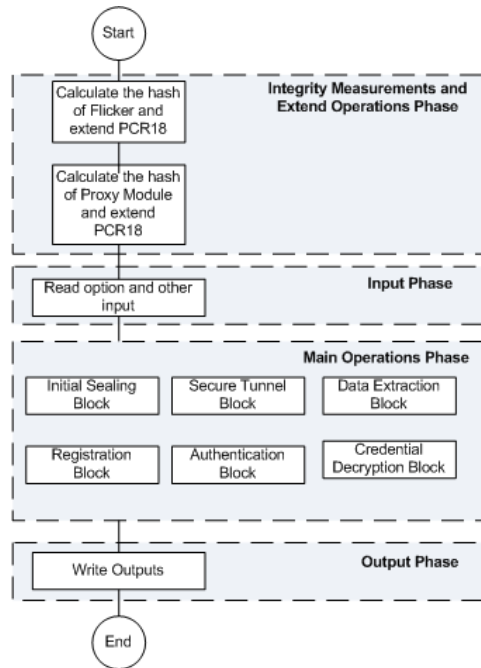 Start
Integrity Measurements and
Extend Operations Phase
Calculate the hash
of Flicker and
extend PCR18
Calculate the hash
of Proxy Module
and extend
PCR18
Input Phase
Read option and other
input
Main Operations Phase
Initial Sealing
Block
Secure Tunnel
Block
Data Extraction
Block
Registration
Block
Authentication
Block
Credential
Decryption Block
Output Phase
Write Outputs
End